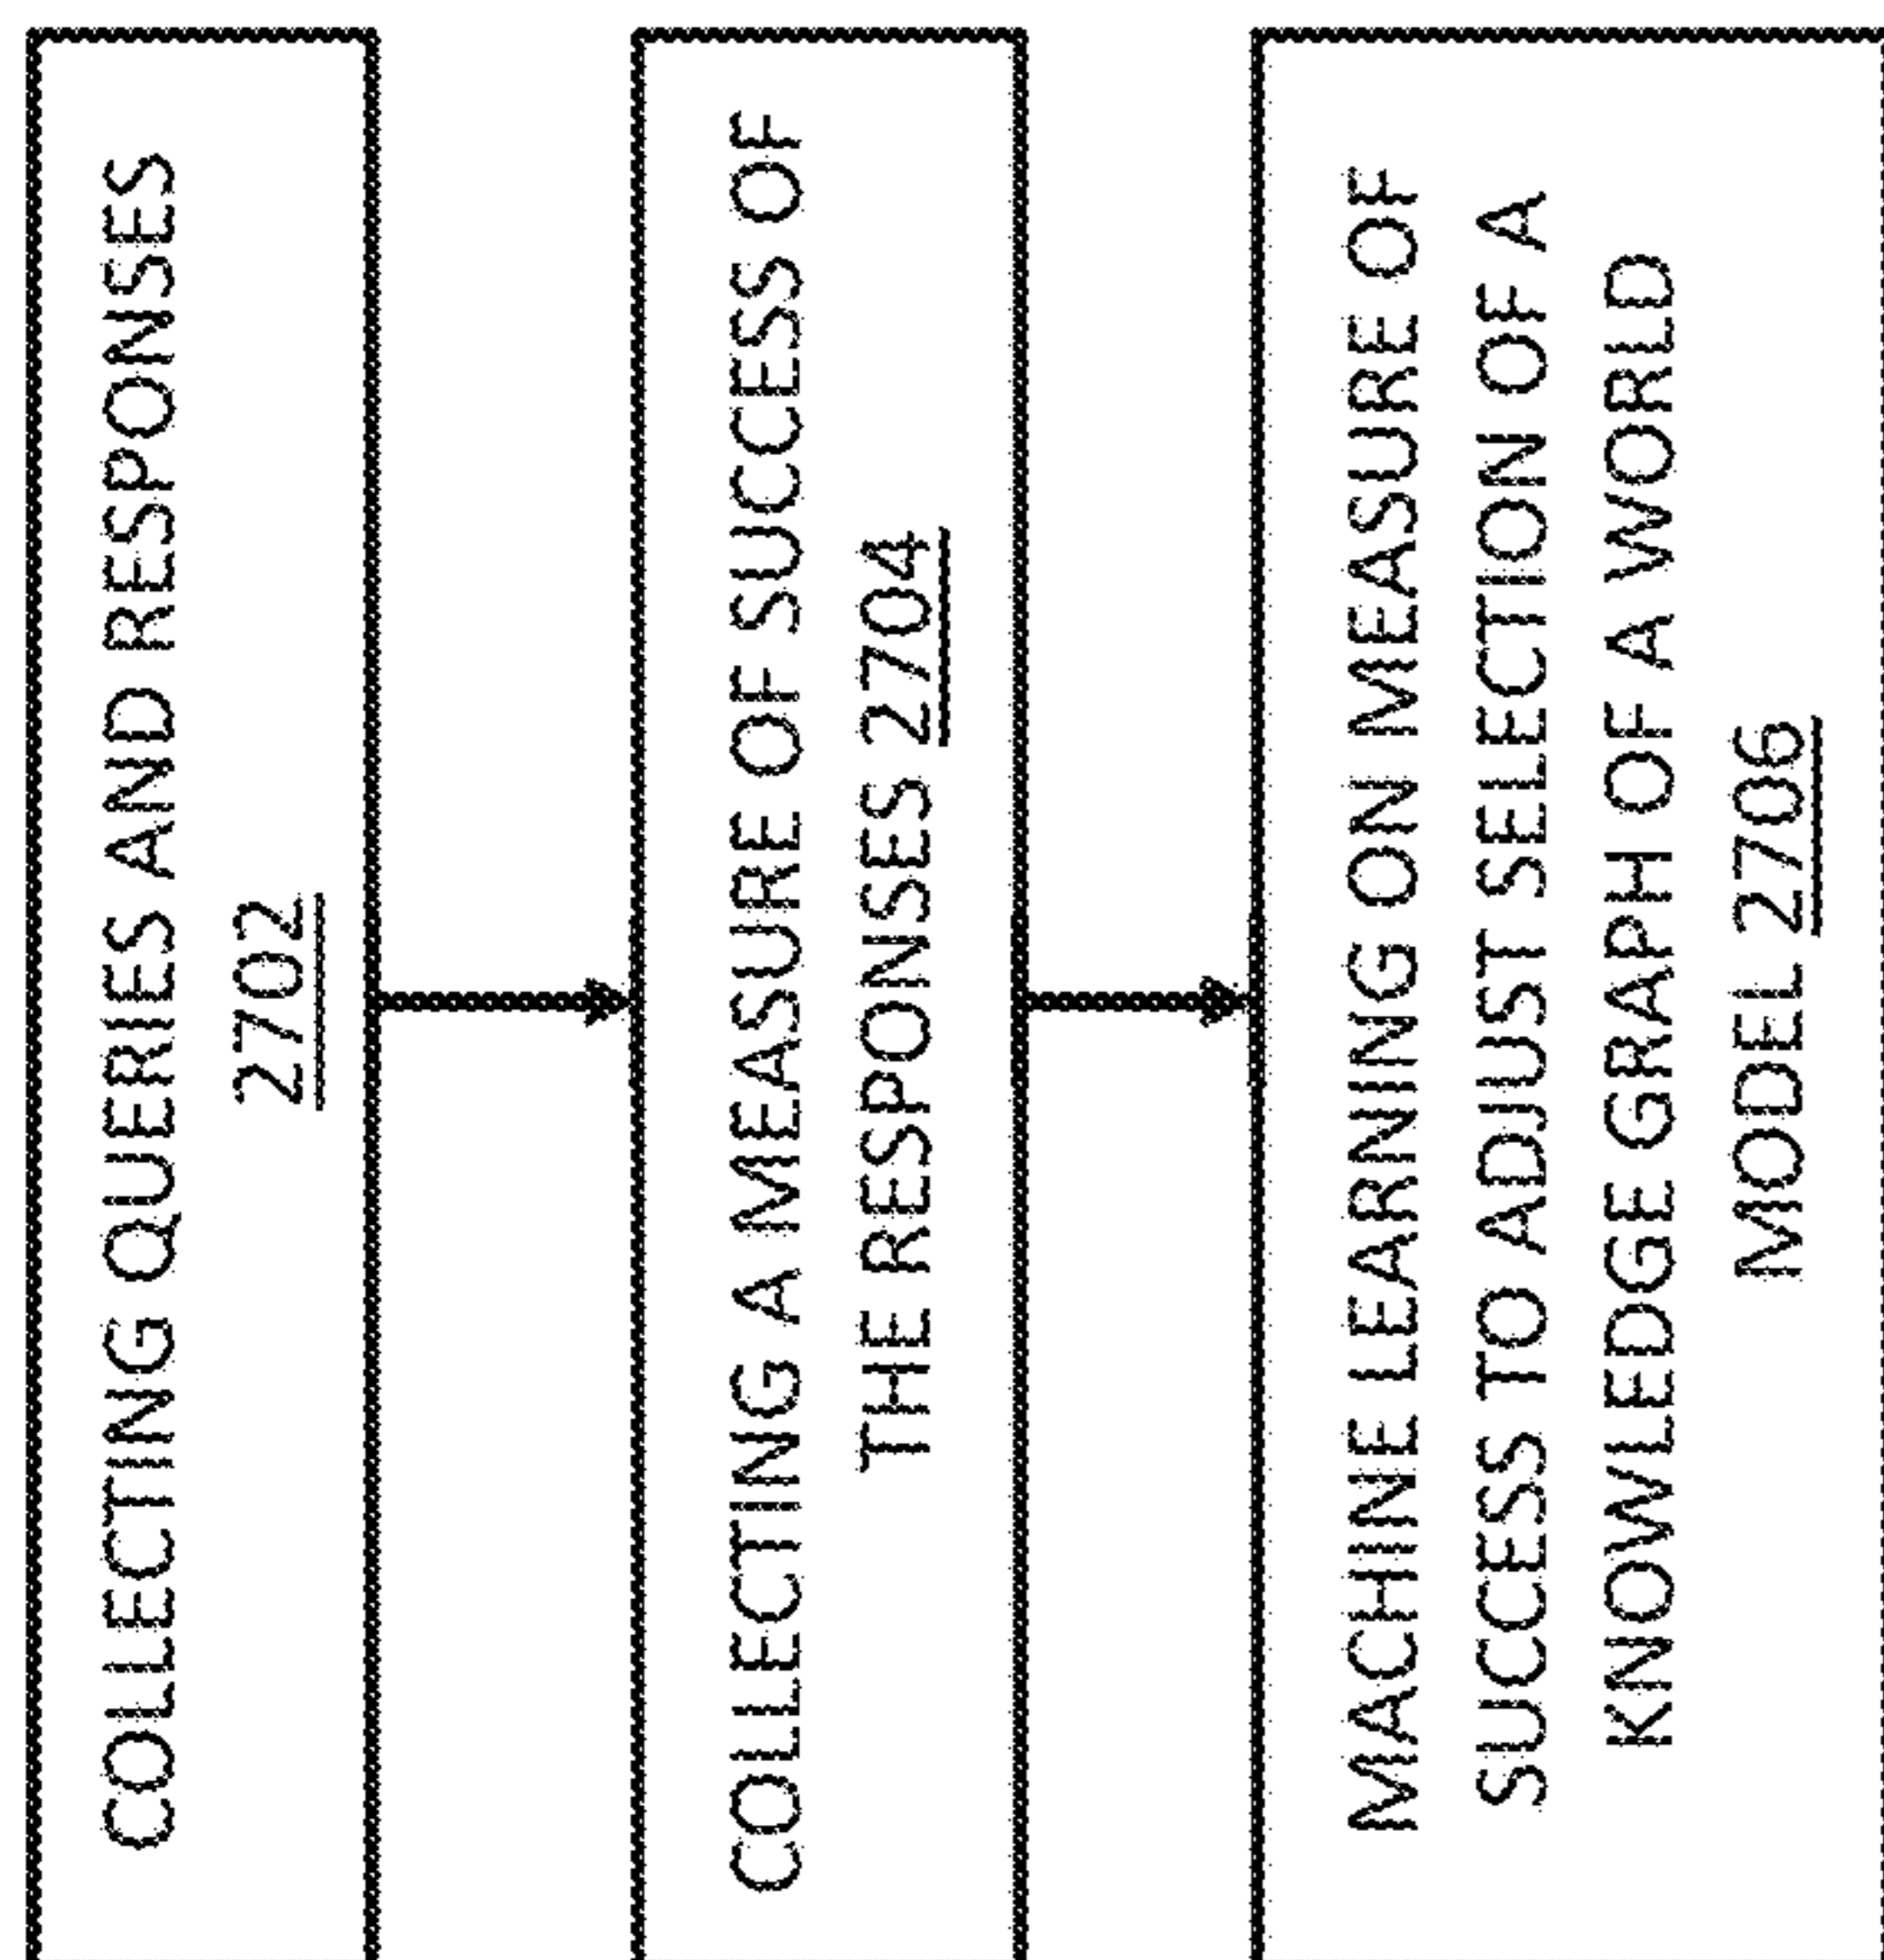 COLLECTING QUERIES AND RESPONSES
2702
COLLECTING A MEASURE OF SUCCESS OF
THE RESPONSES 2704
MACHINE LEARNING ON MEASURE OF
SUCCESS TO ADJUST SELECTION OF A
KNOWLEDGE GRAPH OF A WORLD
MODEL 2706